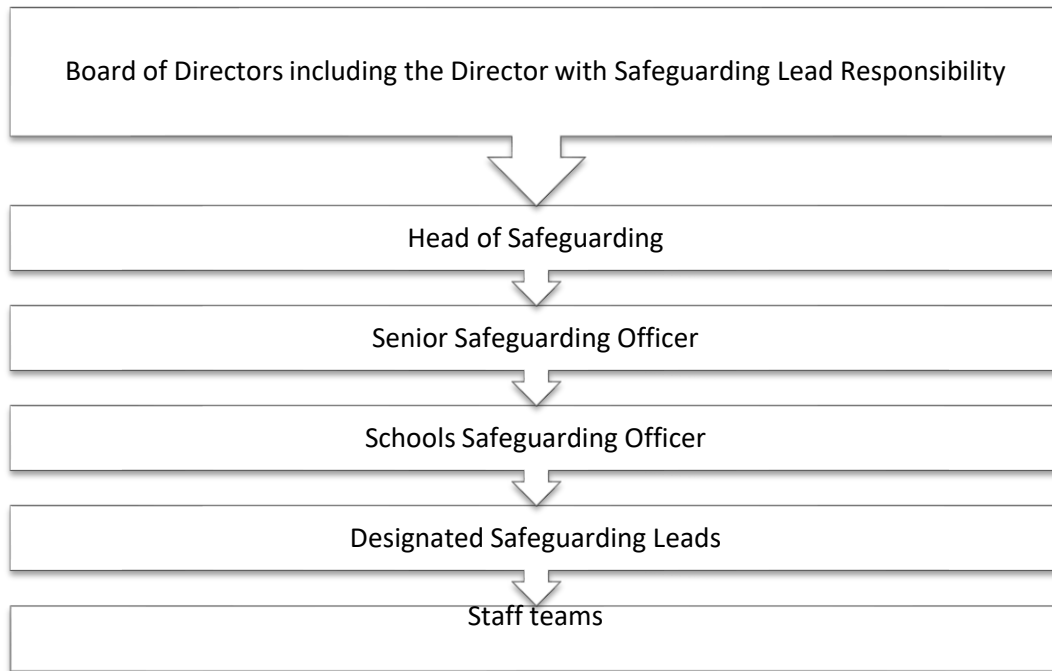 Board of Directors including the Director with Safeguarding Lead Responsibility
Head of Safeguarding
Senior Safeguarding Officer
Schools Safeguarding Officer
Designated Safeguarding Leads
Staff teams